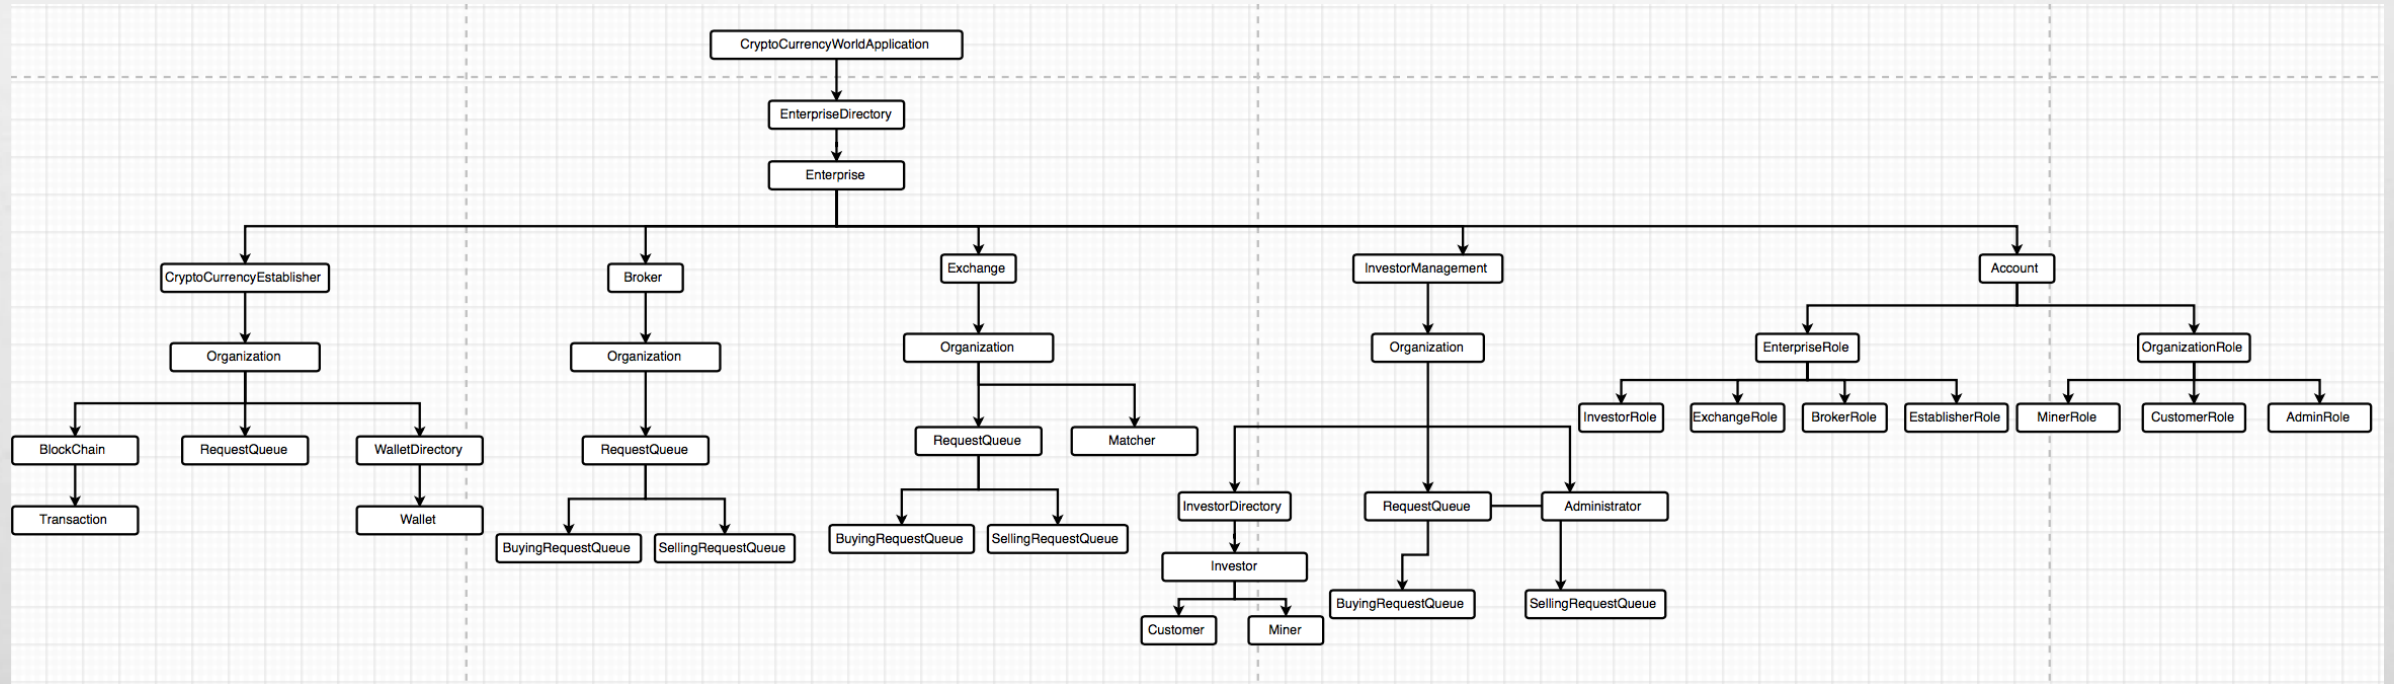 CryptoCurrencyWorldApplication
EnterpriseDirectory
Enterprise
CryptoCurrencyEstablisher
Broker
Exchange
InvestorManagement
Account
Organization
Organization
Organization
Organization
EnterpriseRole
OrganizationRole
InvestorRole
ExchangeRole
BrokerRole
EstablisherRole
MinerRole
CustomerRole
AdminRole
BlockChain
RequestQueue
WalletDirectory
RequestQueue
RequestQueue
Matcher
InvestorDirectory
RequestQueue
Administrator
Transaction
Wallet
BuyingRequestQueue
SellingRequestQueue
BuyingRequestQueue
SellingRequestQueue
Investor
BuyingRequestQueue
SellingRequestQueue
Customer
Miner